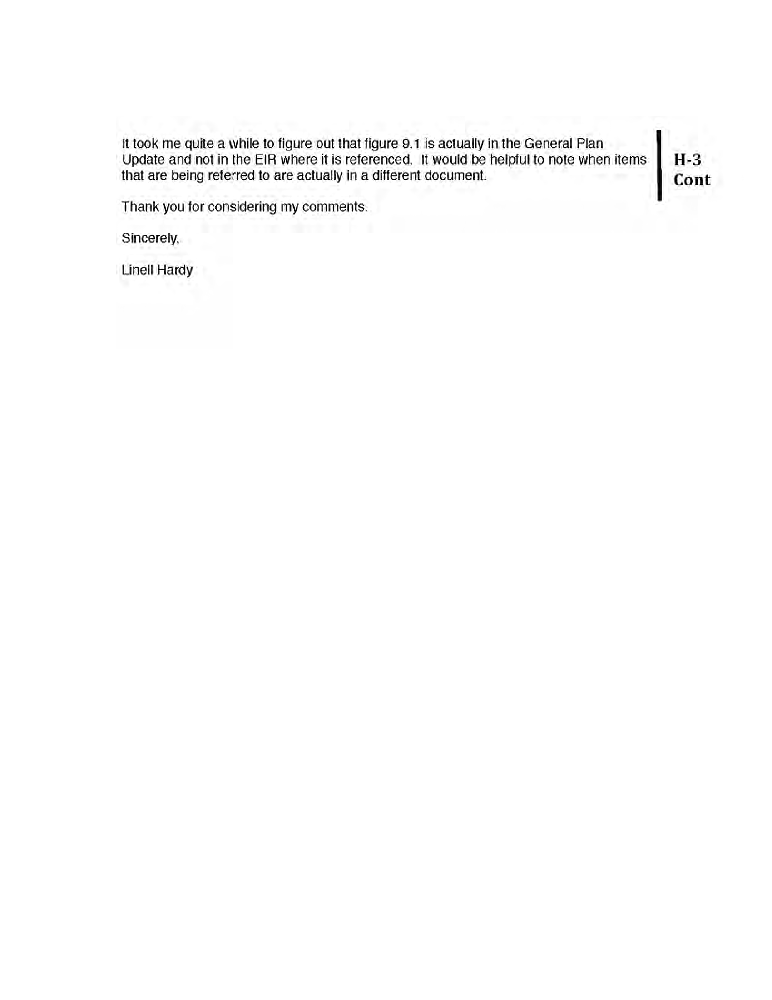 It took me quite a while to figure out that figure 9.1 is actually in the General Plan
Update and not in the EIR where it is referenced.  It would be helpful to note when items
that are being referred to are actually in a different document.
Thank you for considering my comments.
Sincerely,
Linell Hardy
H-3
Cont